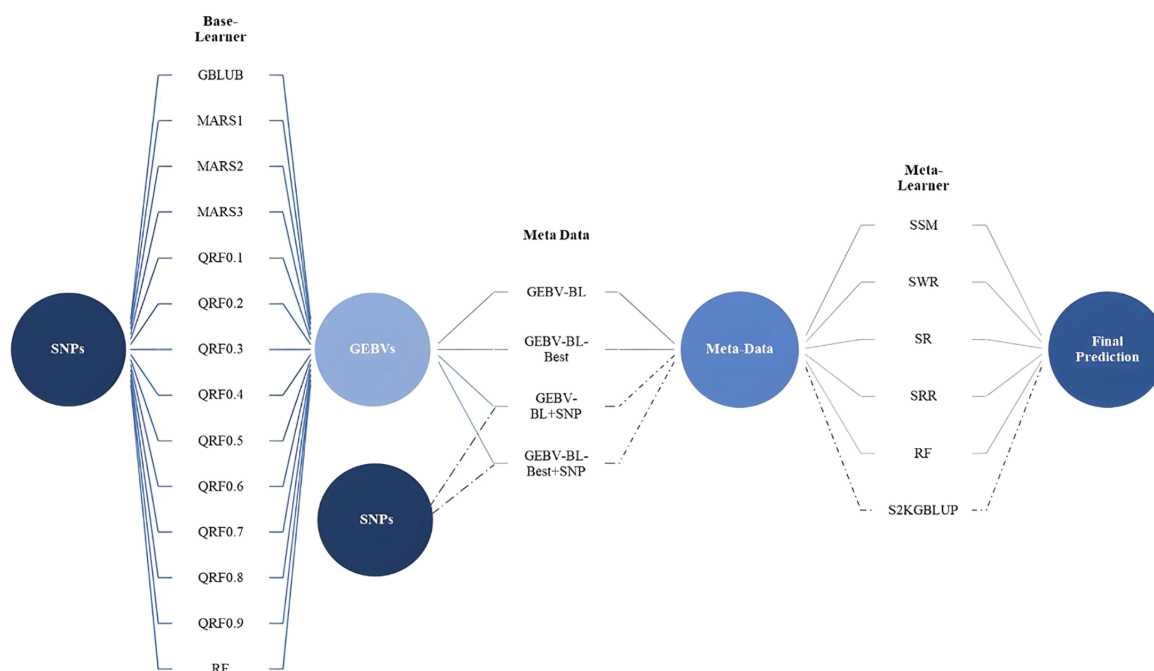 Base-
Learner
GBLUB
MARS1
MARS2
MARS3
QRF0.1
QRF0.2
QRF0.3
QRF0.4
QRF0.5
QRF0.6
QRF0.7
QRF0.8
QRF0.9
RF
SNPs
GEBVs
SNPs
Meta Data
GEBV-BL
GEBV-BL-
Best
GEBV-
BL+SNP
GEBV-BL-
Best+SNP
Meta-Data
Meta-
Learner
SSM
SWR
SR
SRR
RF
S2KGBLUP
Final
Prediction